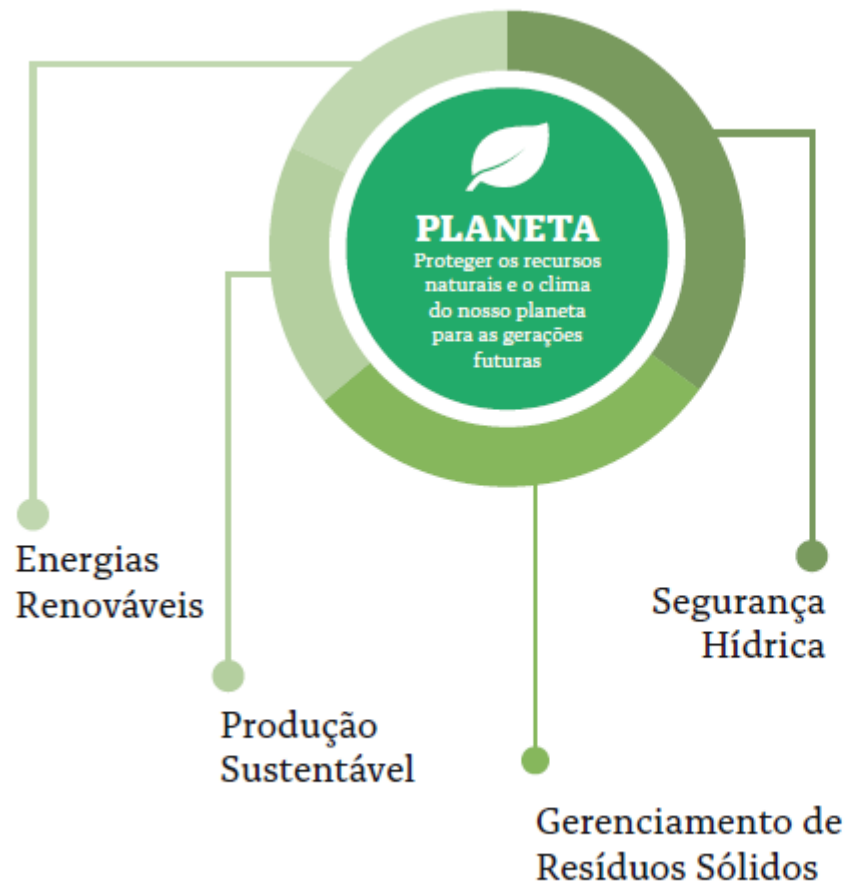 PLANETA
Proteger os recursos
naturais e o clima
do nosso planeta
para as gerações
futuras
Energias
Renováveis
Segurança
Hídrica
Produção
Sustentável
Gerenciamento de
Resíduos Sólidos